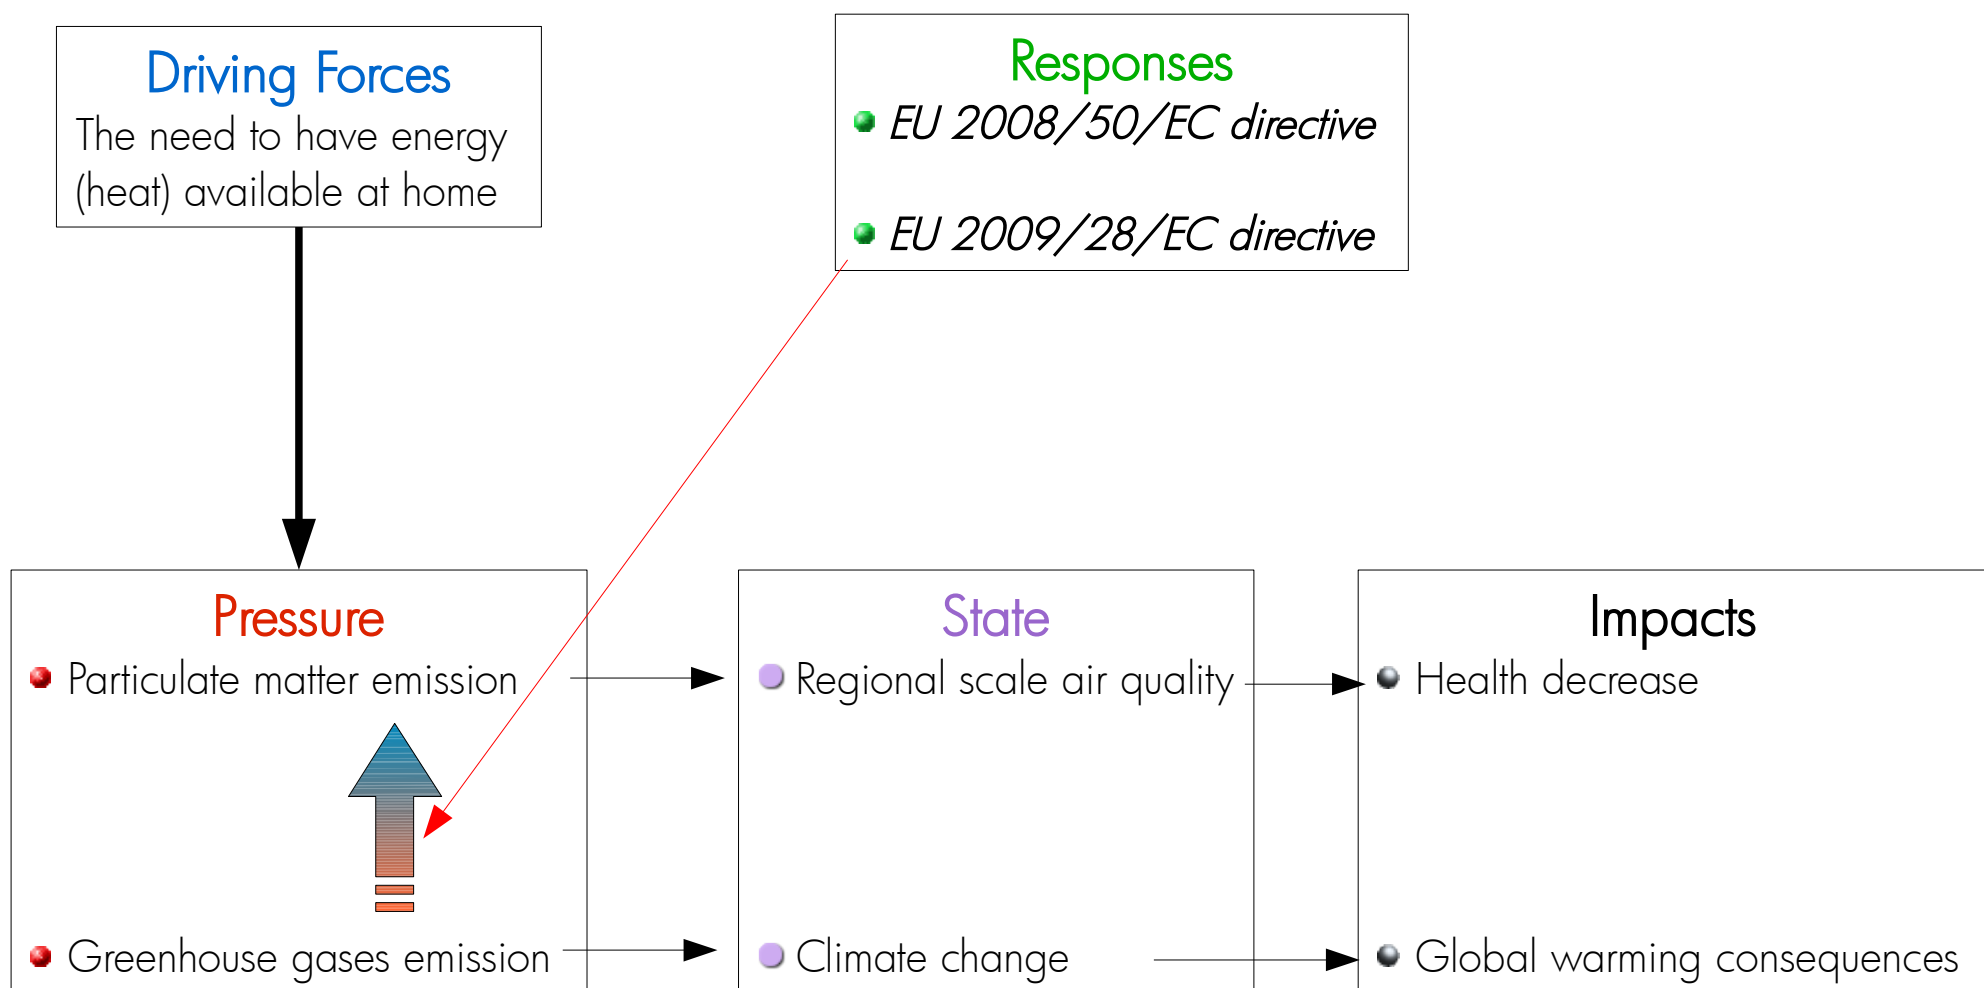 Driving Forces
The need to have energy
(heat) available at home
Responses
EU 2008/50/EC directive
EU 2009/28/EC directive
Pressure
Particulate matter emission
Greenhouse gases emission
State
Regional scale air quality
Climate change
Impacts
Health decrease
Global warming consequences